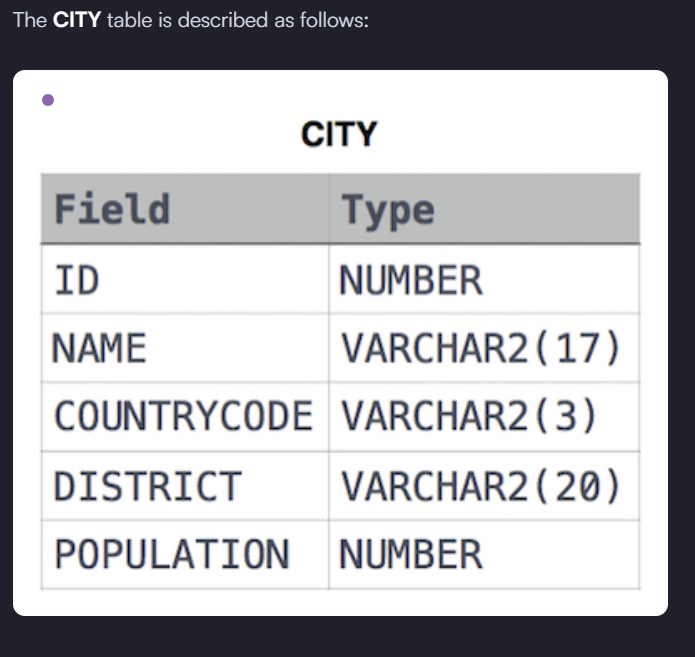 The CITY table is described as follows:
CITY
Field Type
ID NUMBER
NAME VARCHAR2(17)
COUNTRYCODE VARCHAR2(3)
DISTRICT VARCHAR2(20)
POPULATION NUMBER